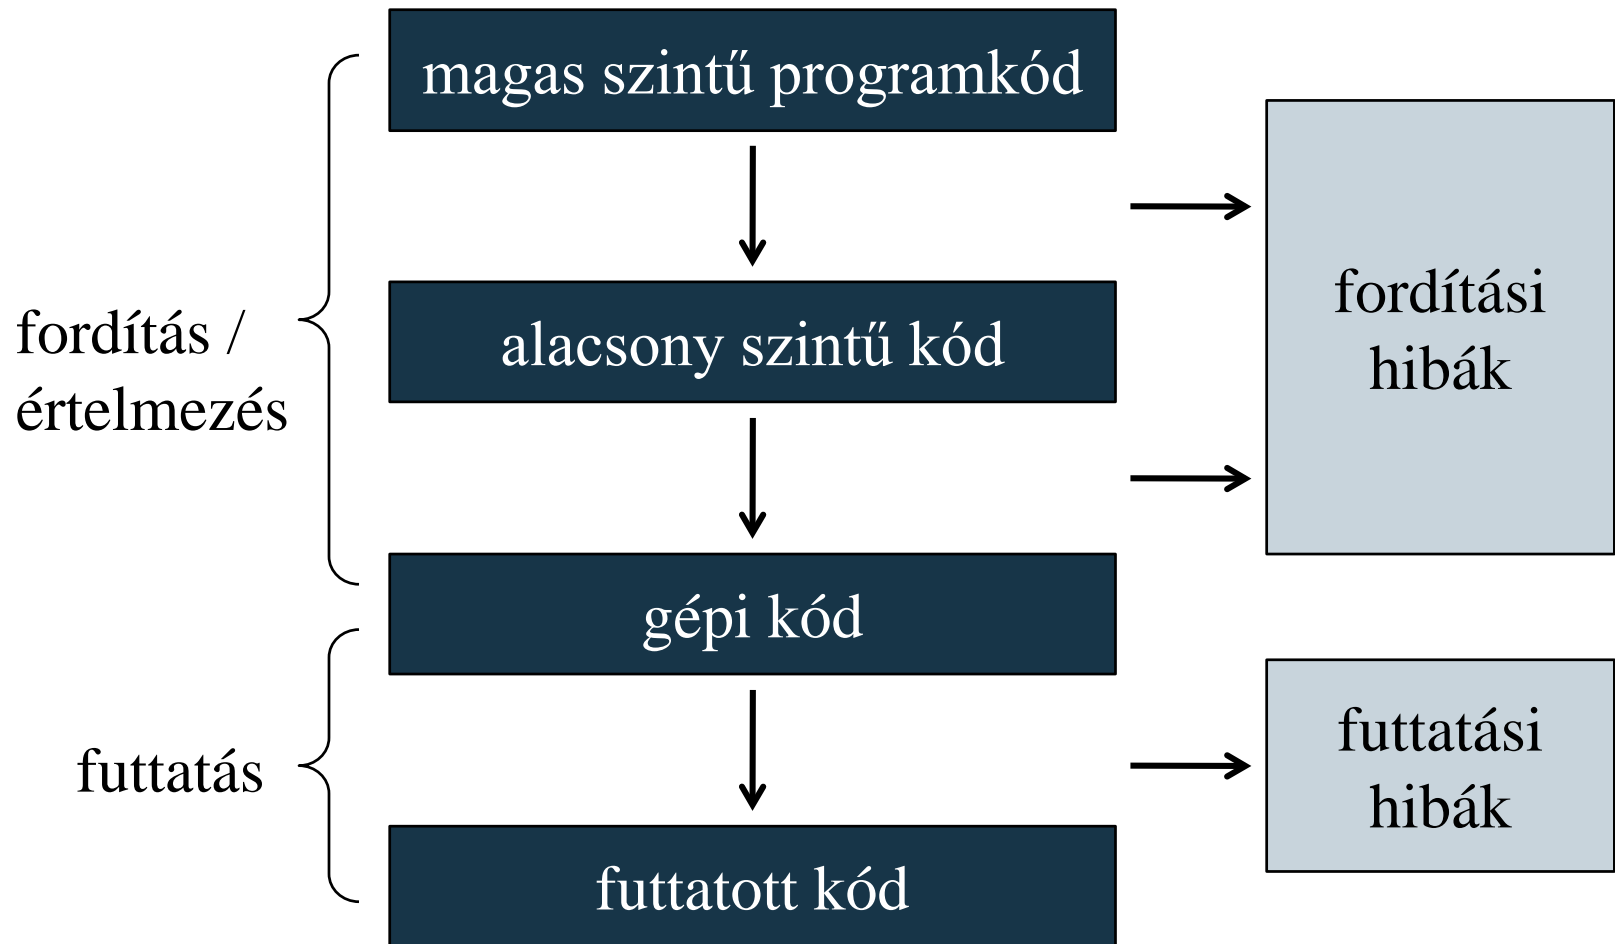 magas szintű programkód
fordítás /
értelmezés
alacsony szintű kód
fordítási
hibák
gépi kód
futtatás
futtatási
hibák
futtatott kód